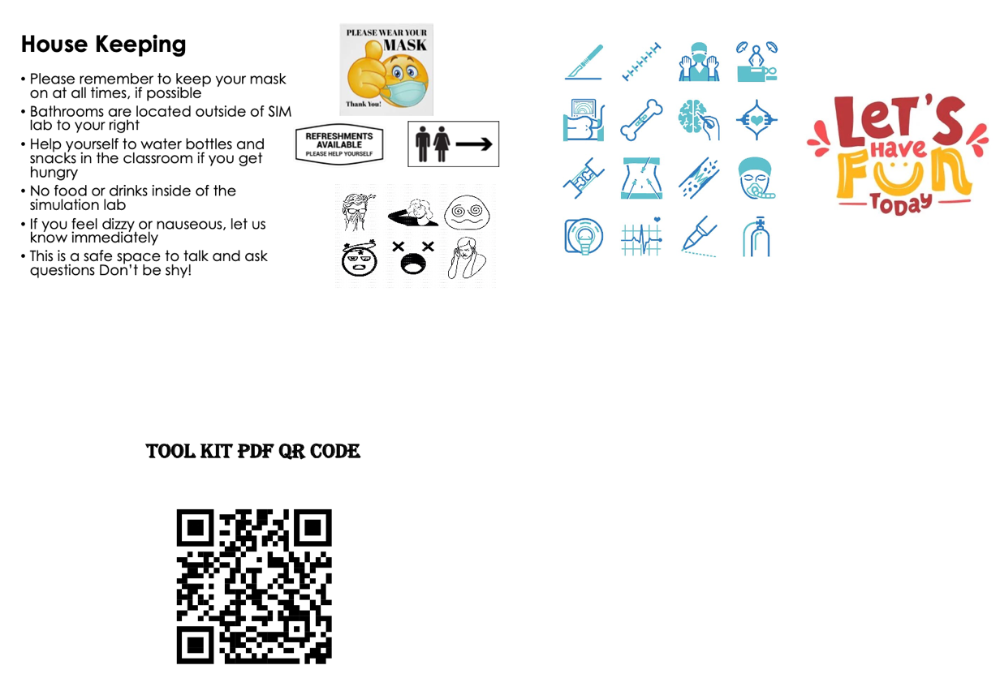 House Keeping
• Please remember to keep your mask
on at all times, if possible
• Bathrooms are located outside of SIM
lab to your right
• Help yourself to water bottles and
snacks in the classroom if you get
hungry
• No food or drinks inside of the
simulation lab
• If you feel dizzy or nauseous, let us
know immediately
• This is a safe space to talk and ask
questions Don't be shy!
PLEASE WEAR YOUR
MASK
Thank You!
REFRESHMENTS
AVAILABLE
PLEASE HELP YOURSELF
LET'S
HAVE
FUN
TODAY
TOOL KIT PDF QR CODE